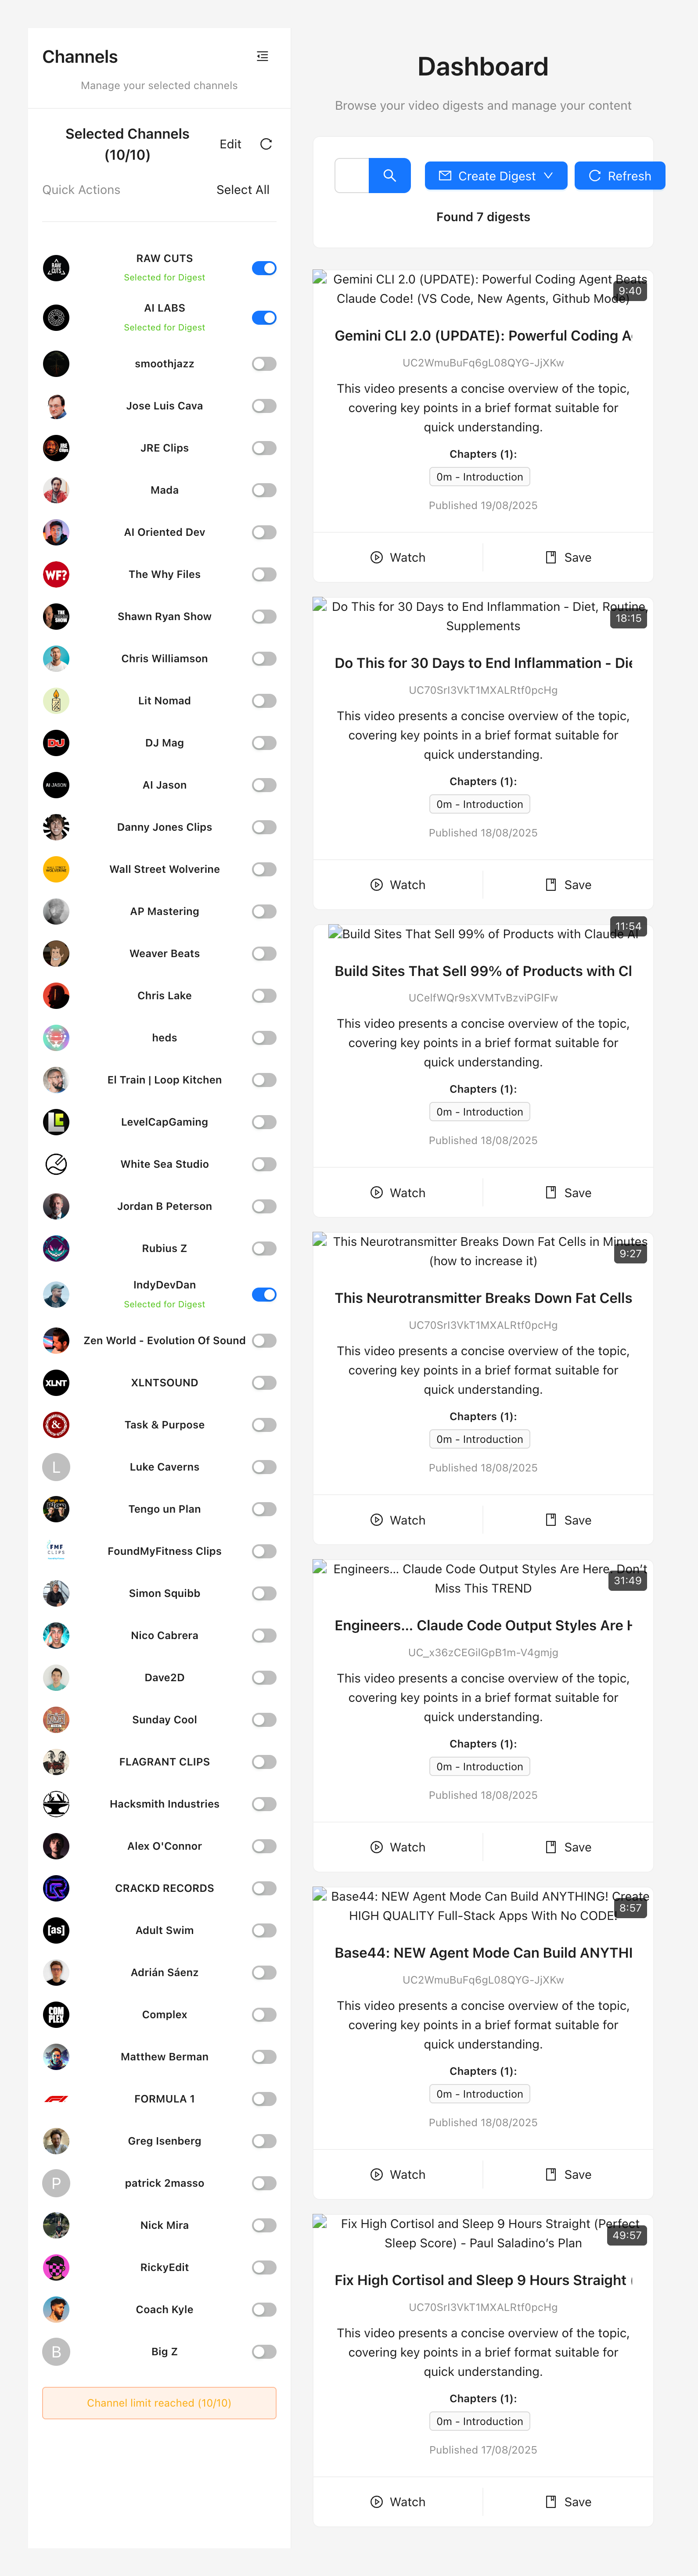 Channels
Manage your selected channels
Selected Channels
(10/10)
Edit
Quick Actions
Select All
RAW CUTS
Selected for Digest
AI LABS
Selected for Digest
smoothjazz
Jose Luis Cava
JRE Clips
Mada
AI Oriented Dev
WF?
The Why Files
Shawn Ryan Show
Chris Williamson
Lit Nomad
DJ Mag
AI JASON
AI Jason
Danny Jones Clips
Wall Street Wolverine
AP Mastering
Weaver Beats
Chris Lake
heds
El Train | Loop Kitchen
LevelCapGaming
White Sea Studio
Jordan B Peterson
Rubius Z
IndyDevDan
Selected for Digest
Zen World - Evolution Of Sound
XLNT
XLNTSOUND
&
Task & Purpose
L
Luke Caverns
Tengo un Plan
FMF
CLIPS
FoundMyFitness Clips
Simon Squibb
Nico Cabrera
Dave2D
Sunday Cool
FLAGRANT CLIPS
Hacksmith Industries
Alex O'Connor
CRACKD RECORDS
[as]
Adult Swim
Adrián Sáenz
COM
PLEX
Complex
Matthew Berman
FORMULA 1
Greg Isenberg
P
patrick 2masso
Nick Mira
RickyEdit
Coach Kyle
B
Big Z
Channel limit reached (10/10)
Dashboard
Browse your video digests and manage your content
Create Digest
Refresh
Found 7 digests
Gemini CLI 2.0 (UPDATE): Powerful Coding Agent Beats
Claude Code! (VS Code, New Agents, Github Mode)
9:40
Gemini CLI 2.0 (UPDATE): Powerful Coding A
UC2WmuBuFq6gL08QYG-JjXKw
This video presents a concise overview of the topic,
covering key points in a brief format suitable for
quick understanding.
Chapters (1):
0m - Introduction
Published 19/08/2025
Watch
Save
Do This for 30 Days to End Inflammation - Diet, Routine,
Supplements
18:15
Do This for 30 Days to End Inflammation - Die
UC70SrI3VkT1MXALRtf0pcHg
This video presents a concise overview of the topic,
covering key points in a brief format suitable for
quick understanding.
Chapters (1):
0m - Introduction
Published 18/08/2025
Watch
Save
11:54
Build Sites That Sell 99% of Products with Claude AI
Build Sites That Sell 99% of Products with Cl
UCelfWQr9sXVMTvBzviPGlFw
This video presents a concise overview of the topic,
covering key points in a brief format suitable for
quick understanding.
Chapters (1):
0m - Introduction
Published 18/08/2025
Watch
Save
This Neurotransmitter Breaks Down Fat Cells in Minutes
(how to increase it)
9:27
This Neurotransmitter Breaks Down Fat Cells
UC70SrI3VkT1MXALRtf0pcHg
This video presents a concise overview of the topic,
covering key points in a brief format suitable for
quick understanding.
Chapters (1):
0m - Introduction
Published 18/08/2025
Watch
Save
Engineers... Claude Code Output Styles Are Here. Don't
Miss This TREND
31:49
Engineers... Claude Code Output Styles Are H
UC_x36zCEGilGpB1m-V4gmjg
This video presents a concise overview of the topic,
covering key points in a brief format suitable for
quick understanding.
Chapters (1):
0m - Introduction
Published 18/08/2025
Watch
Save
Base44: NEW Agent Mode Can Build ANYTHING! Create
HIGH QUALITY Full-Stack Apps With No CODE!
8:57
Base44: NEW Agent Mode Can Build ANYTHI
UC2WmuBuFq6gL08QYG-JjXKw
This video presents a concise overview of the topic,
covering key points in a brief format suitable for
quick understanding.
Chapters (1):
0m - Introduction
Published 18/08/2025
Watch
Save
Fix High Cortisol and Sleep 9 Hours Straight (Perfect
Sleep Score) - Paul Saladino's Plan
49:57
Fix High Cortisol and Sleep 9 Hours Straight (
UC70SrI3VkT1MXALRtf0pcHg
This video presents a concise overview of the topic,
covering key points in a brief format suitable for
quick understanding.
Chapters (1):
0m - Introduction
Published 17/08/2025
Watch
Save